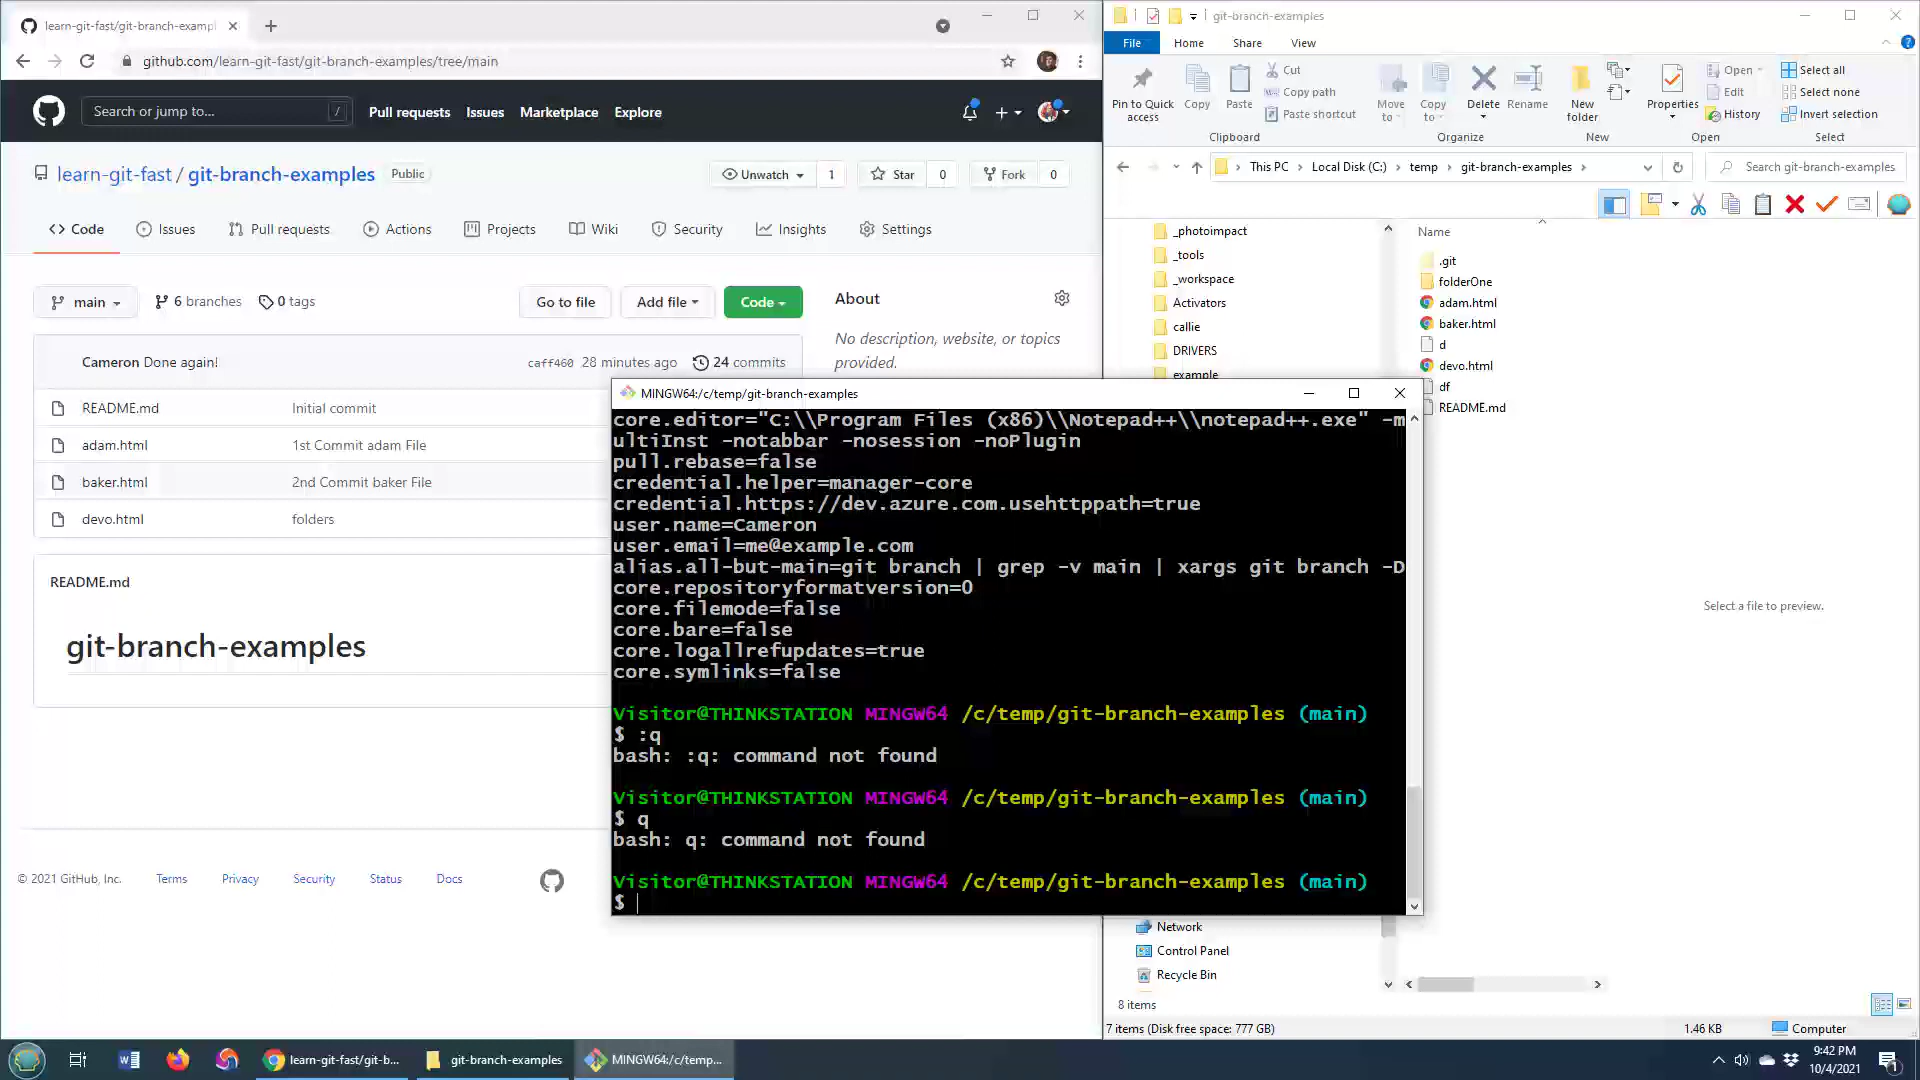 learn-git-fast/git-branch-exampl
github.com/learn-git-fast/git-branch-examples/tree/main
Search or jump to...
/
Pull requests
Issues
Marketplace
Explore
learn-git-fast / git-branch-examples
Public
Unwatch
1
Star
0
Fork
0
Code
Issues
Pull requests
Actions
Projects
Wiki
Security
Insights
Settings
main
6 branches
0 tags
Go to file
Add file
Code
About
No description, website, or topics
provided.
Cameron Done again!
caff460 28 minutes ago
24 commits
README.md
Initial commit
adam.html
1st Commit adam File
baker.html
2nd Commit baker File
devo.html
folders
README.md
git-branch-examples
© 2021 GitHub, Inc.
Terms
Privacy
Security
Status
Docs
git-branch-examples
File
Home
Share
View
Pin to Quick
access
Copy
Paste
Cut
Copy path
Paste shortcut
Clipboard
Move
to
Copy
to
Delete
Rename
Organize
New
folder
New
Properties
Open
Edit
History
Open
Select all
Select none
Invert selection
Select
This PC
Local Disk (C:)
temp
git-branch-examples
Search git-branch-examples
_photoimpact
_tools
_workspace
Activators
callie
DRIVERS
example
Network
Control Panel
Recycle Bin
Name
.git
folderOne
adam.html
baker.html
d
devo.html
df
README.md
Select a file to preview.
8 items
7 items (Disk free space: 777 GB)
1.46 KB
Computer
MINGW64:/c/temp/git-branch-examples
core.editor="C:\\Program Files (x86)\\Notepad++\\notepad++.exe" -m
ultiInst -notabbar -nosession -noPlugin
pull.rebase=false
credential.helper=manager-core
credential.https://dev.azure.com.usehttppath=true
user.name=Cameron
user.email=me@example.com
alias.all-but-main=git branch | grep -v main | xargs git branch -D
core.repositoryformatversion=0
core.filemode=false
core.bare=false
core.logallrefupdates=true
core.symlinks=false
Visitor@THINKSTATION MINGW64 /c/temp/git-branch-examples (main)
$ :q
bash: :q: command not found
Visitor@THINKSTATION MINGW64 /c/temp/git-branch-examples (main)
$ q
bash: q: command not found
Visitor@THINKSTATION MINGW64 /c/temp/git-branch-examples (main)
$
learn-git-fast/git-b...
git-branch-examples
MINGW64:/c/temp...
9:42 PM
10/4/2021
1